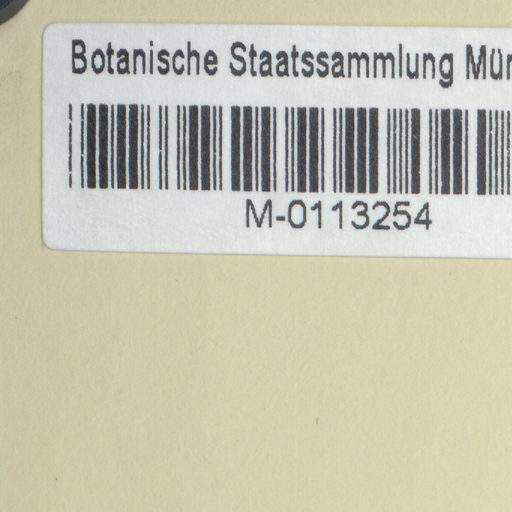 Botanische Staatssammlung Mün
M-0113254